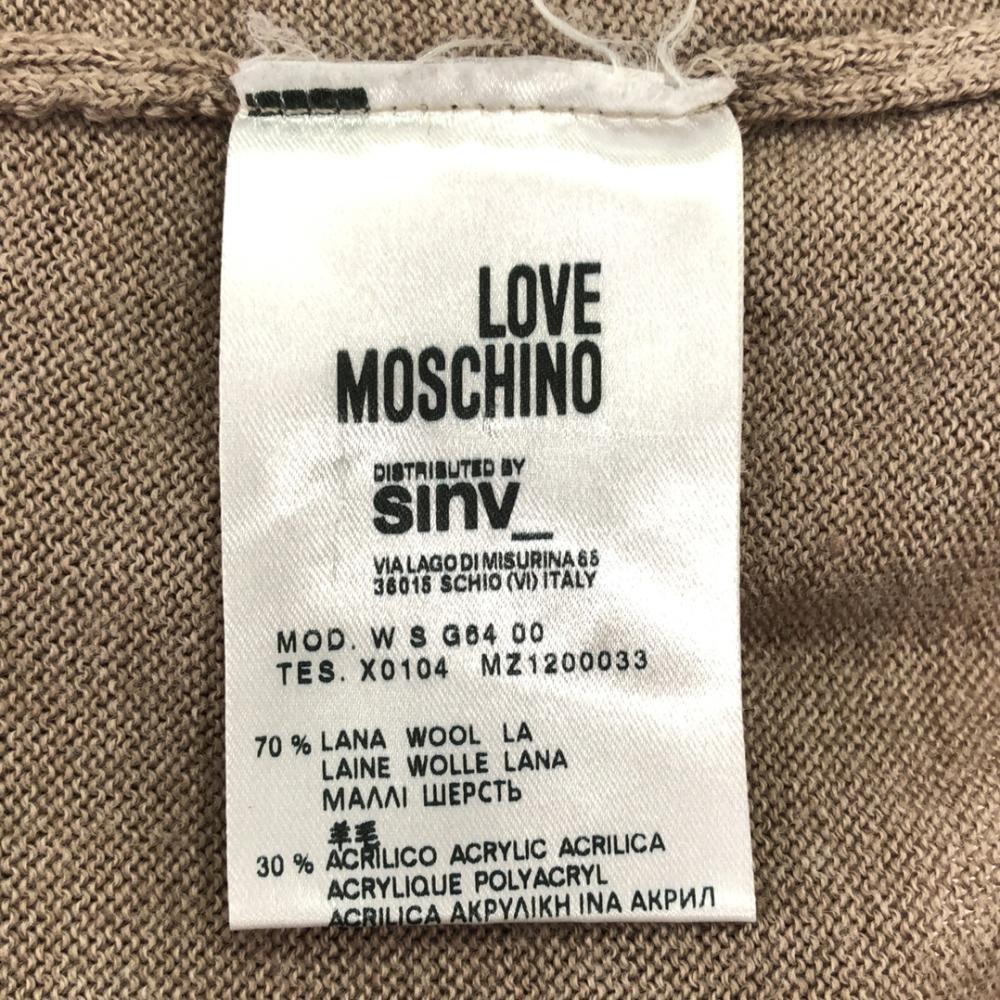 LOVE
MOSCHINO
DISTRIBUTED BY
sinv_
VIA LAGO DI MISURINA 65
36015 SCHIO (VI) ITALY
MOD. W S G64 00
TES. X0104 MZ1200033
70 % LANA WOOL LA
LAINE WOLLE LANA
ΜΑΛΛΙ ШЕРСТЬ
羊毛
30 % ACRILICO ACRYLIC ACRILICA
ACRYLIQUE POLYACRYL
ACRILICA ΑΚΡΥΛΙΚΗ ΙΝΑ АКРИЛ